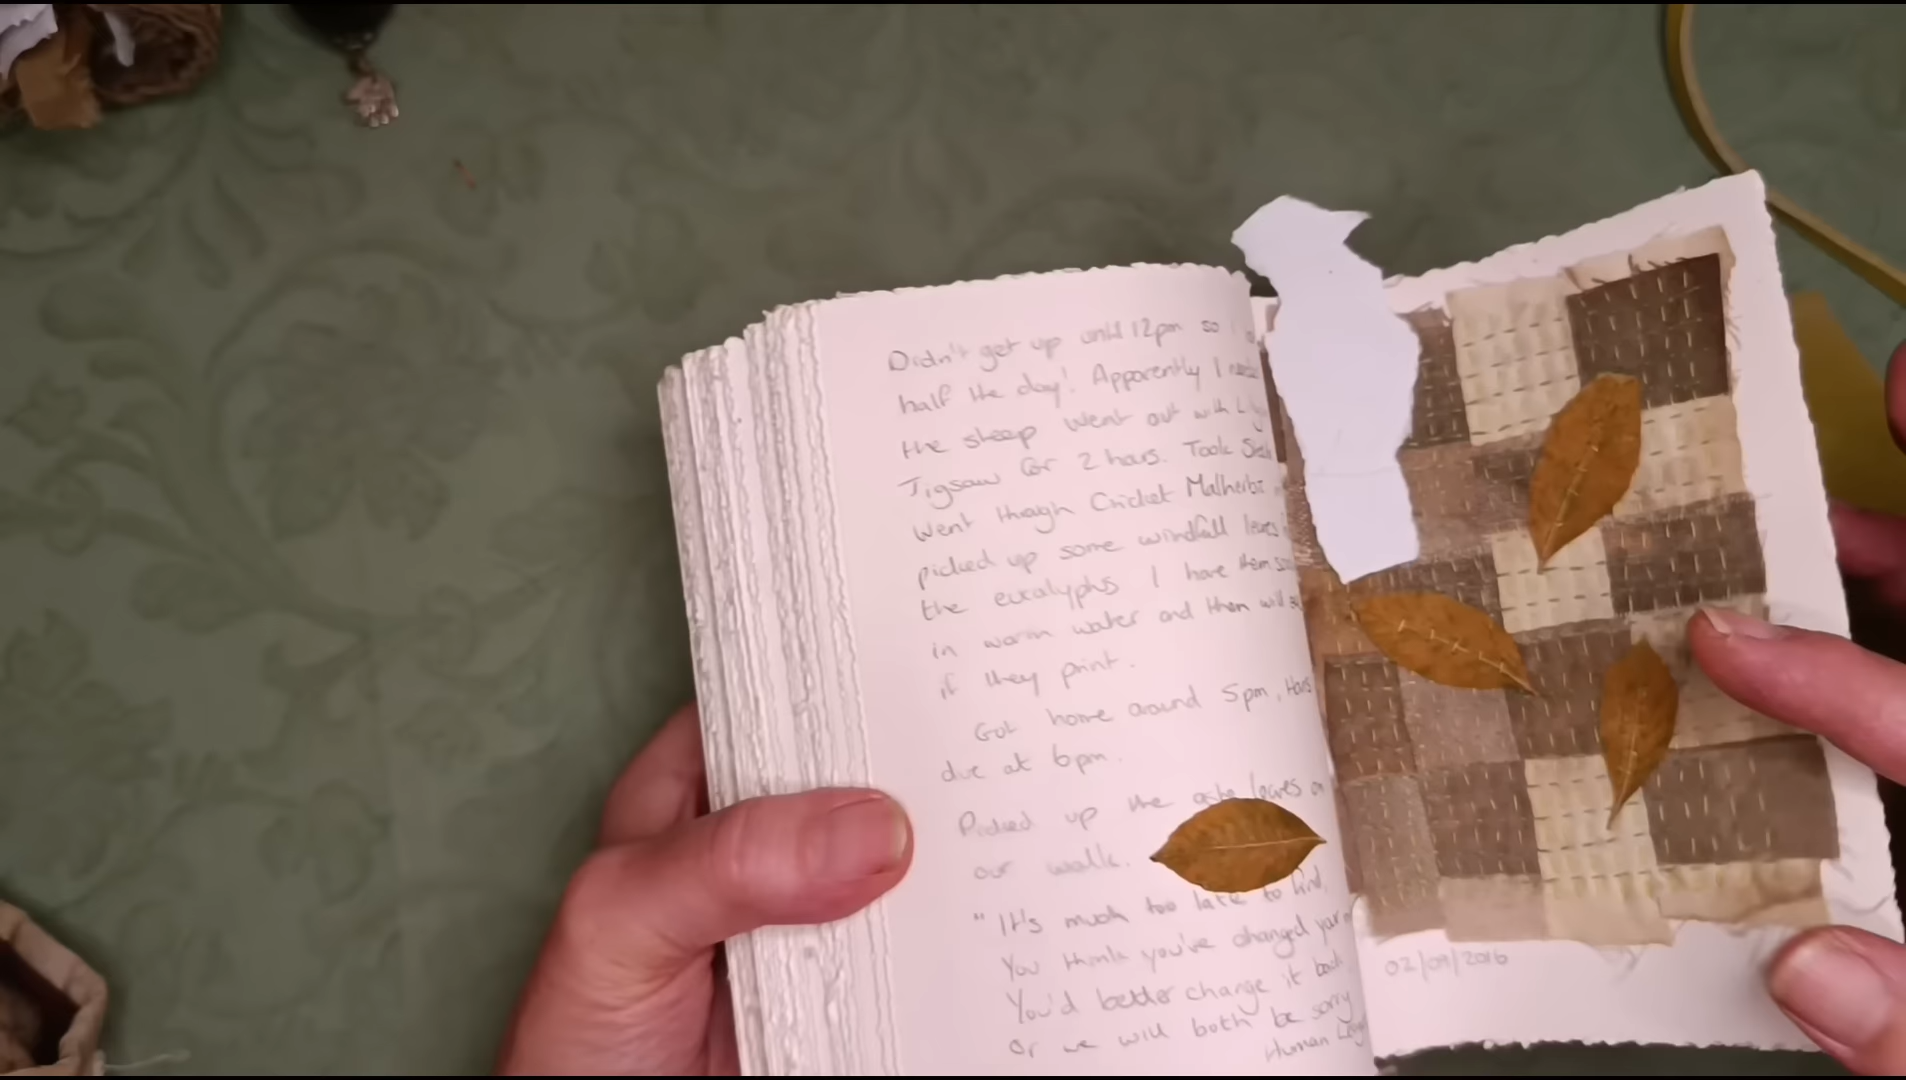 Didn't get up until 12pm so I
half the day! Apparently I
the sleep Went out with
Jigsaw for 2 hours. Took
Went through Cricket Malherbie
picked up some windfall leaves
the eucalyptus I have them
in warm water and then will
if they print.
Got home around 5pm,
due at 6pm.
Picked up the leaves on
our walk.
" It's much too late to find,
You think you've changed your
You'd better change it back
Or we will both be sorry
Human
02/09/2016